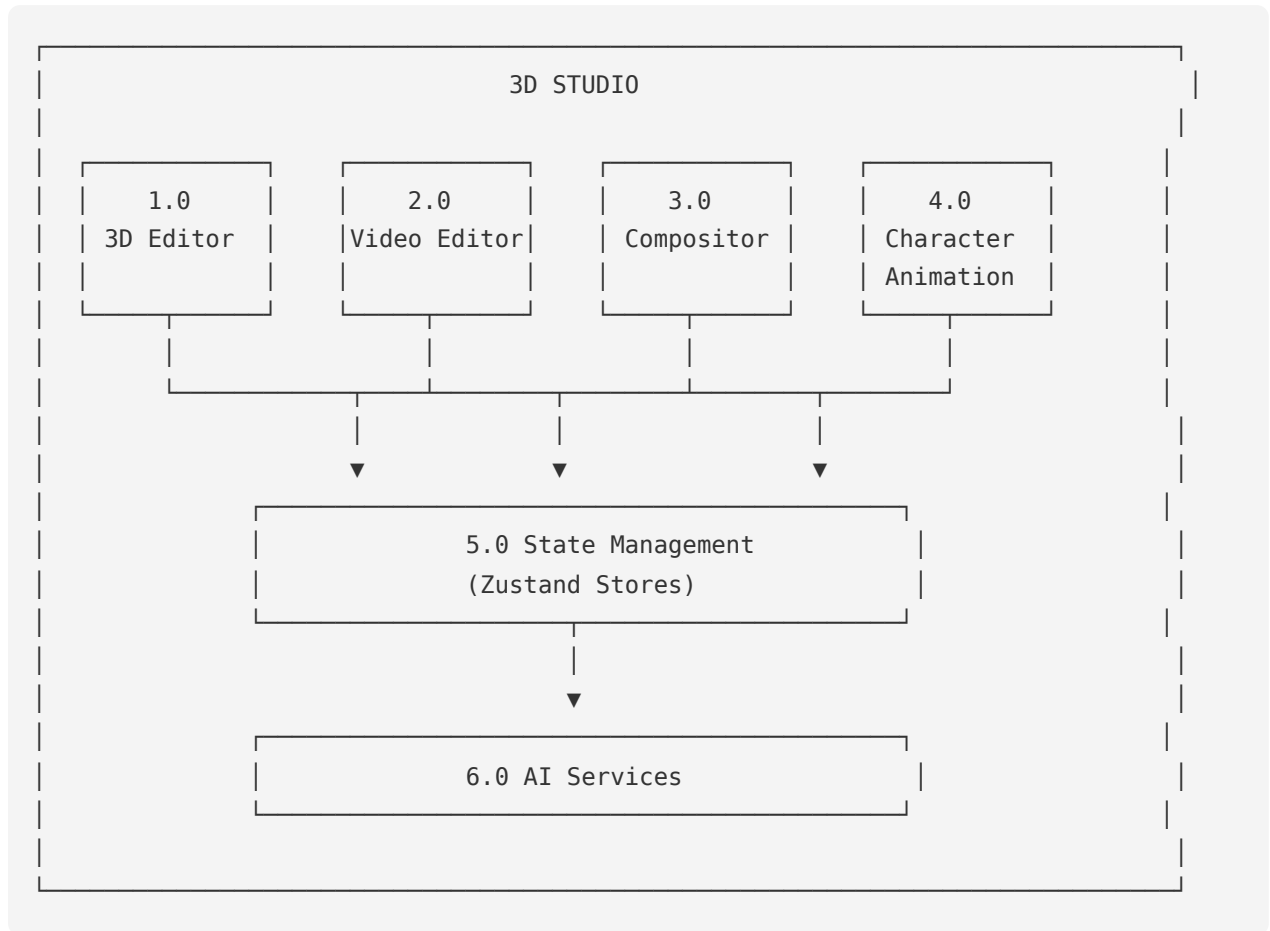 3D STUDIO
1.0 2.0 3.0 4.0
3D Editor Video Editor Compositor Character
Animation
5.0 State Management
(Zustand Stores)
6.0 AI Services